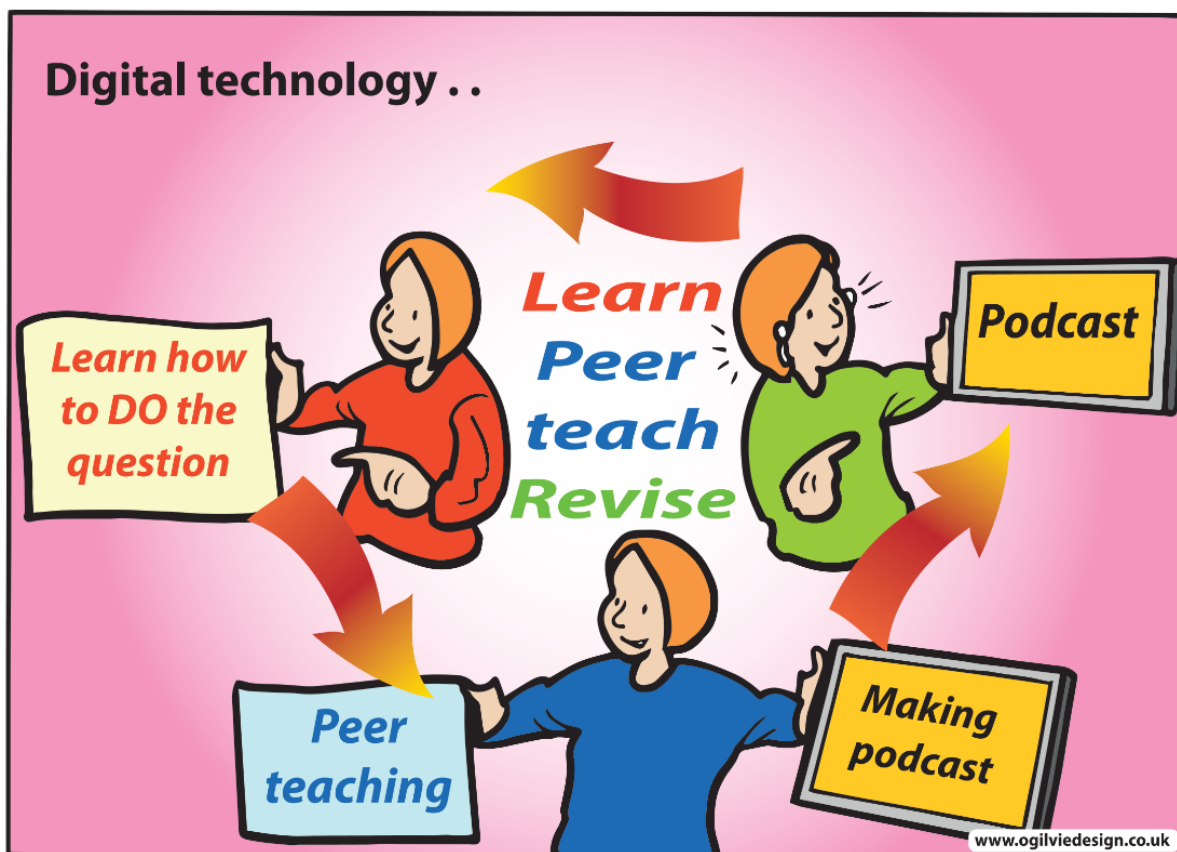 Digital technology . .
Learn
Peer
teach
Revise
Learn how
to DO the
question
Podcast
Peer
teaching
Making
podcast
www.ogilviedesign.co.uk